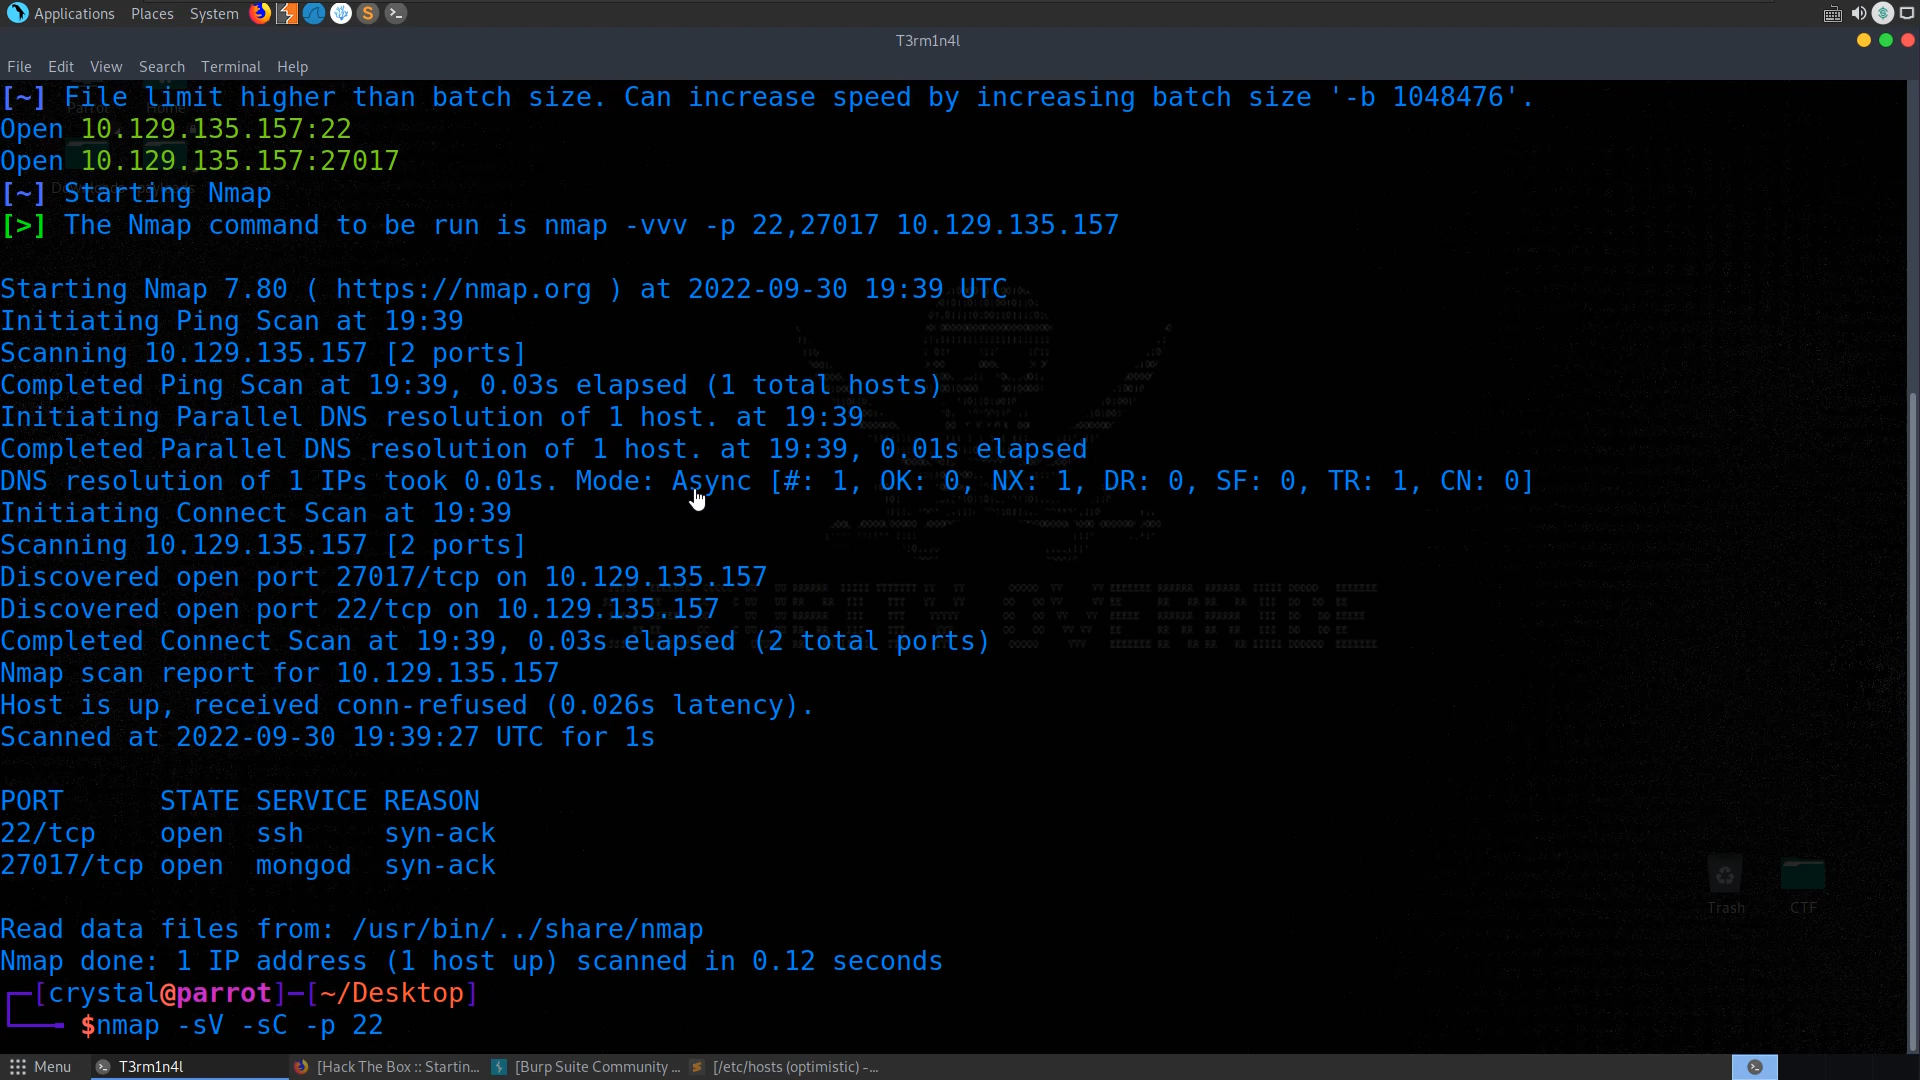 Applications Places System
T3rm1n4l
File Edit View Search Terminal Help
[~] File limit higher than batch size. Can increase speed by increasing batch size '-b 1048476'.
Open 10.129.135.157:22
Open 10.129.135.157:27017
[~] Starting Nmap
[>] The Nmap command to be run is nmap -vvv -p 22,27017 10.129.135.157
Starting Nmap 7.80 ( https://nmap.org ) at 2022-09-30 19:39 UTC
Initiating Ping Scan at 19:39
Scanning 10.129.135.157 [2 ports]
Completed Ping Scan at 19:39, 0.03s elapsed (1 total hosts)
Initiating Parallel DNS resolution of 1 host. at 19:39
Completed Parallel DNS resolution of 1 host. at 19:39, 0.01s elapsed
DNS resolution of 1 IPs took 0.01s. Mode: Async [#: 1, OK: 0, NX: 1, DR: 0, SF: 0, TR: 1, CN: 0]
Initiating Connect Scan at 19:39
Scanning 10.129.135.157 [2 ports]
Discovered open port 27017/tcp on 10.129.135.157
Discovered open port 22/tcp on 10.129.135.157
Completed Connect Scan at 19:39, 0.03s elapsed (2 total ports)
Nmap scan report for 10.129.135.157
Host is up, received conn-refused (0.026s latency).
Scanned at 2022-09-30 19:39:27 UTC for 1s
PORT STATE SERVICE REASON
22/tcp open ssh syn-ack
27017/tcp open mongod syn-ack
Trash CTF
Read data files from: /usr/bin/../share/nmap
Nmap done: 1 IP address (1 host up) scanned in 0.12 seconds
[crystal@parrot]─[~/Desktop]
$nmap -sV -sC -p 22
Menu T3rm1n4l [Hack The Box :: Startin... [Burp Suite Community ... [/etc/hosts (optimistic) -...